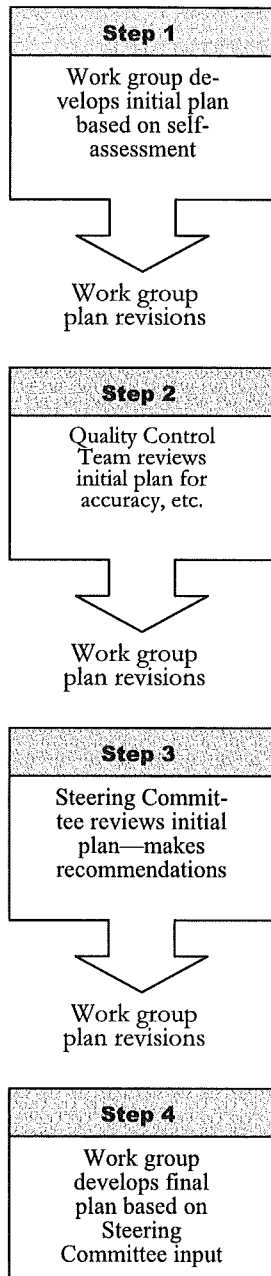 Step 1
Work group de-
velops initial plan
based on self-
assessment
Work group
plan revisions
Step 2
Quality Control
Team reviews
initial plan for
accuracy, etc.
Work group
plan revisions
Step 3
Steering Commit-
tee reviews initial
plan—makes
recommendations
Work group
plan revisions
Step 4
Work group
develops final
plan based on
Steering
Committee input